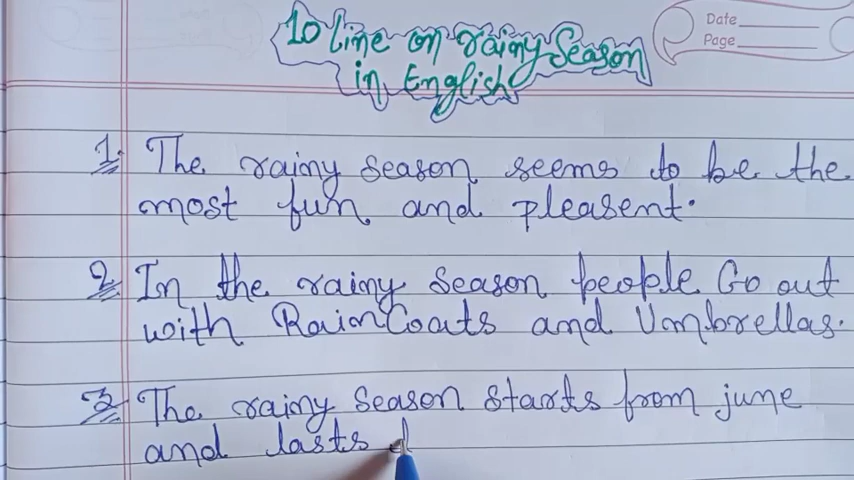 10 line on rainy Season
in English
Date
Page
1. The rainy season seems to be the
most fun and pleasent.
2. In the rainy season people Go out
with RainCoats and Umbrellas.
3. The rainy season starts from june
and lasts